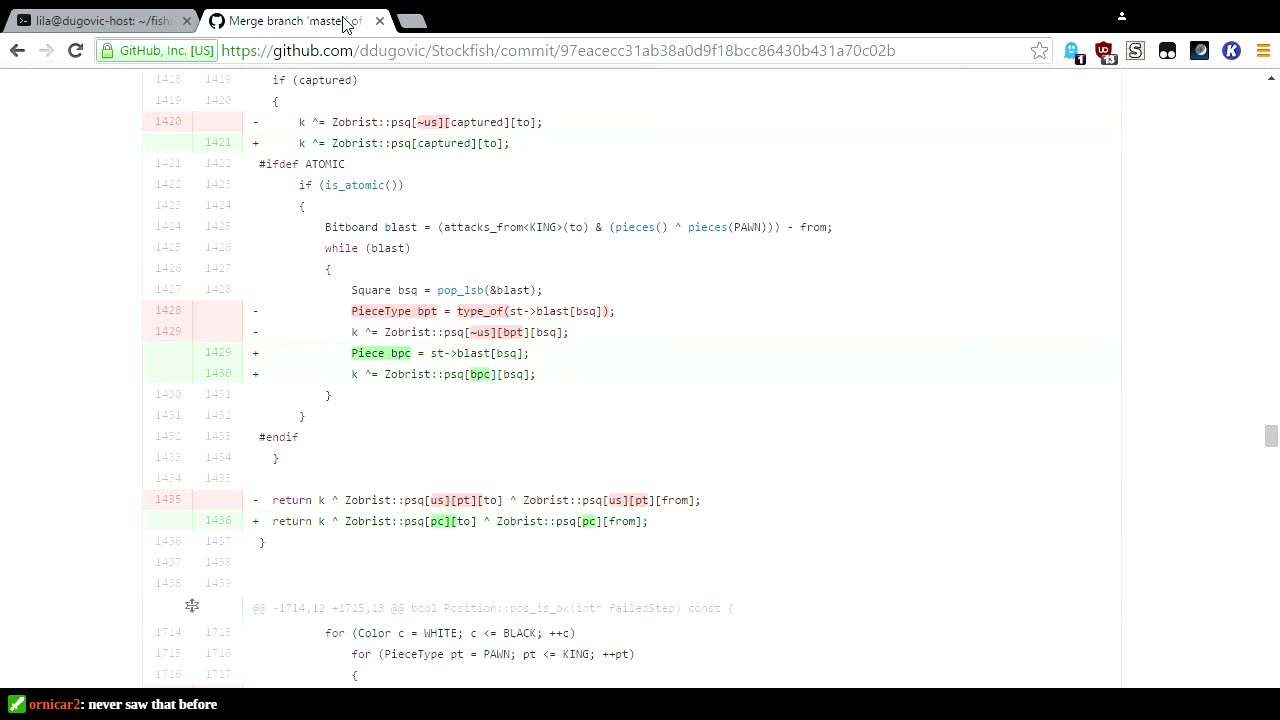 lila@dugovic-host: ~/fish
Merge branch 'master' of
GitHub, Inc. [US]
https://github.com/ddugovic/Stockfish/commit/97eacecc31ab38a0d9f18bc86430b431a70c02b
1 13
1418 1419 if (captured)
1419 1420 {
1420 - k ^= Zobrist::psq[~us][captured][to];
1421 + k ^= Zobrist::psq[captured][to];
1421 1422 #ifdef ATOMIC
1422 1423 if (is_atomic())
1423 1424 {
1424 1425 Bitboard blast = (attacks_from<KING>(to) & (pieces() ^ pieces(PAWN))) - from;
1425 1426 while (blast)
1426 1427 {
1427 1428 Square bsq = pop_lsb(&blast);
1428 - PieceType bpt = type_of(st->blast[bsq]);
1429 - k ^= Zobrist::psq[~us][bpt][bsq];
1429 + Piece bpc = st->blast[bsq];
1430 + k ^= Zobrist::psq[bpc][bsq];
1430 1431 }
1431 1432 }
1432 1433 #endif
1433 1434 }
1434 1435
1435 - return k ^ Zobrist::psq[us][pt][to] ^ Zobrist::psq[us][pt][from];
1436 + return k ^ Zobrist::psq[pc][to] ^ Zobrist::psq[pc][from];
1436 1437 }
1437 1438
1438 1439
@@ -1714,12 +1715,13 @@ bool Position::pos_is_ok(int* failedStep) const {
1714 1715 for (Color c = WHITE; c <= BLACK; ++c)
1715 1716 for (PieceType pt = PAWN; pt <= KING; ++pt)
1716 1717 {
ornicar2: never saw that before